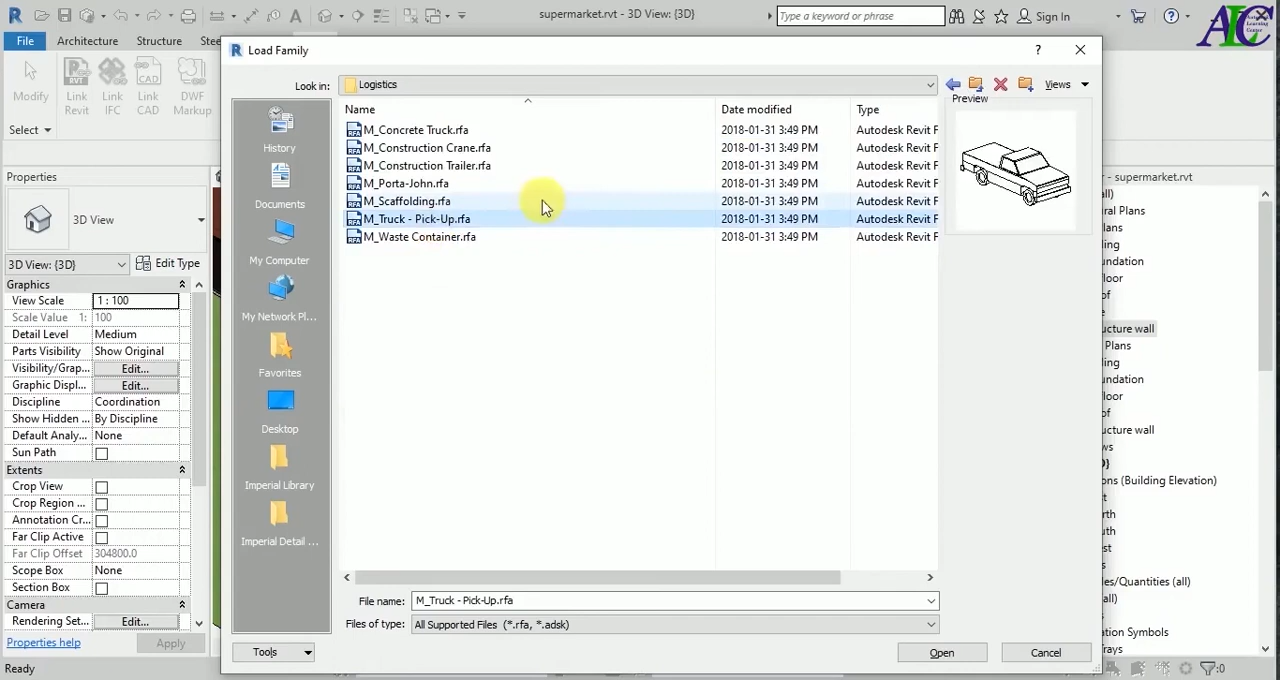 supermarket.rvt - 3D View: {3D}
Type a keyword or phrase
Sign In
ALC
File
Architecture
Structure
Stee
Modify
Link Revit
Link IFC
Link CAD
DWF Markup
Select
Load Family
Look in:
Logistics
Views
Preview
Name
Date modified
Type
M_Concrete Truck.rfa 2018-01-31 3:49 PM Autodesk Revit F
M_Construction Crane.rfa 2018-01-31 3:49 PM Autodesk Revit F
M_Construction Trailer.rfa 2018-01-31 3:49 PM Autodesk Revit F
M_Porta-John.rfa 2018-01-31 3:49 PM Autodesk Revit F
M_Scaffolding.rfa 2018-01-31 3:49 PM Autodesk Revit F
M_Truck - Pick-Up.rfa 2018-01-31 3:49 PM Autodesk Revit F
M_Waste Container.rfa 2018-01-31 3:49 PM Autodesk Revit F
History
Documents
My Computer
My Network Pl...
Favorites
Desktop
Imperial Library
Imperial Detail ...
File name: M_Truck - Pick-Up.rfa
Files of type: All Supported Files (*.rfa, *.adsk)
Tools
Open
Cancel
Properties
3D View
3D View: {3D}
Edit Type
Graphics
View Scale 1 : 100
Scale Value 1: 100
Detail Level Medium
Parts Visibility Show Original
Visibility/Grap... Edit...
Graphic Displ... Edit...
Discipline Coordination
Show Hidden ... By Discipline
Default Analy... None
Sun Path
Extents
Crop View
Crop Region ...
Annotation Cr...
Far Clip Active
Far Clip Offset 304800.0
Scope Box None
Section Box
Camera
Rendering Set... Edit...
Properties help
Apply
Ready
- supermarket.rvt
ural Plans
ng
undation
oor
of
ucture wall
Plans
ing
undation
oor
of
ucture wall
ws
D}
ons (Building Elevation)
t
rth
uth
st
s/Quantities (all)
all)
tion Symbols
rays
:0